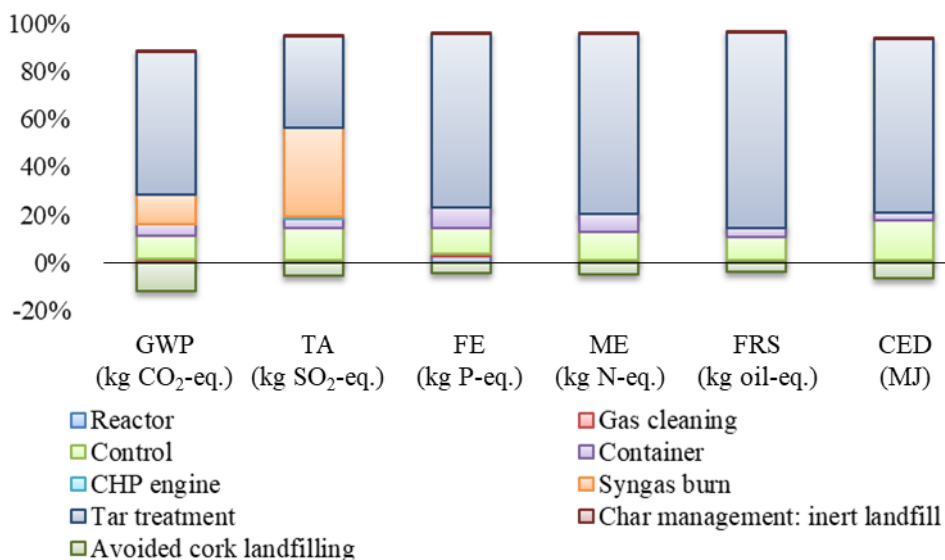 100%
80%
60%
40%
20%
0%
-20%
GWP TA FE ME FRS CED
(kg CO₂-eq.) (kg SO₂-eq.) (kg P-eq.) (kg N-eq.) (kg oil-eq.) (MJ)
Reactor Gas cleaning
Control Container
CHP engine Syngas burn
Tar treatment Char management: inert landfill
Avoided cork landfilling